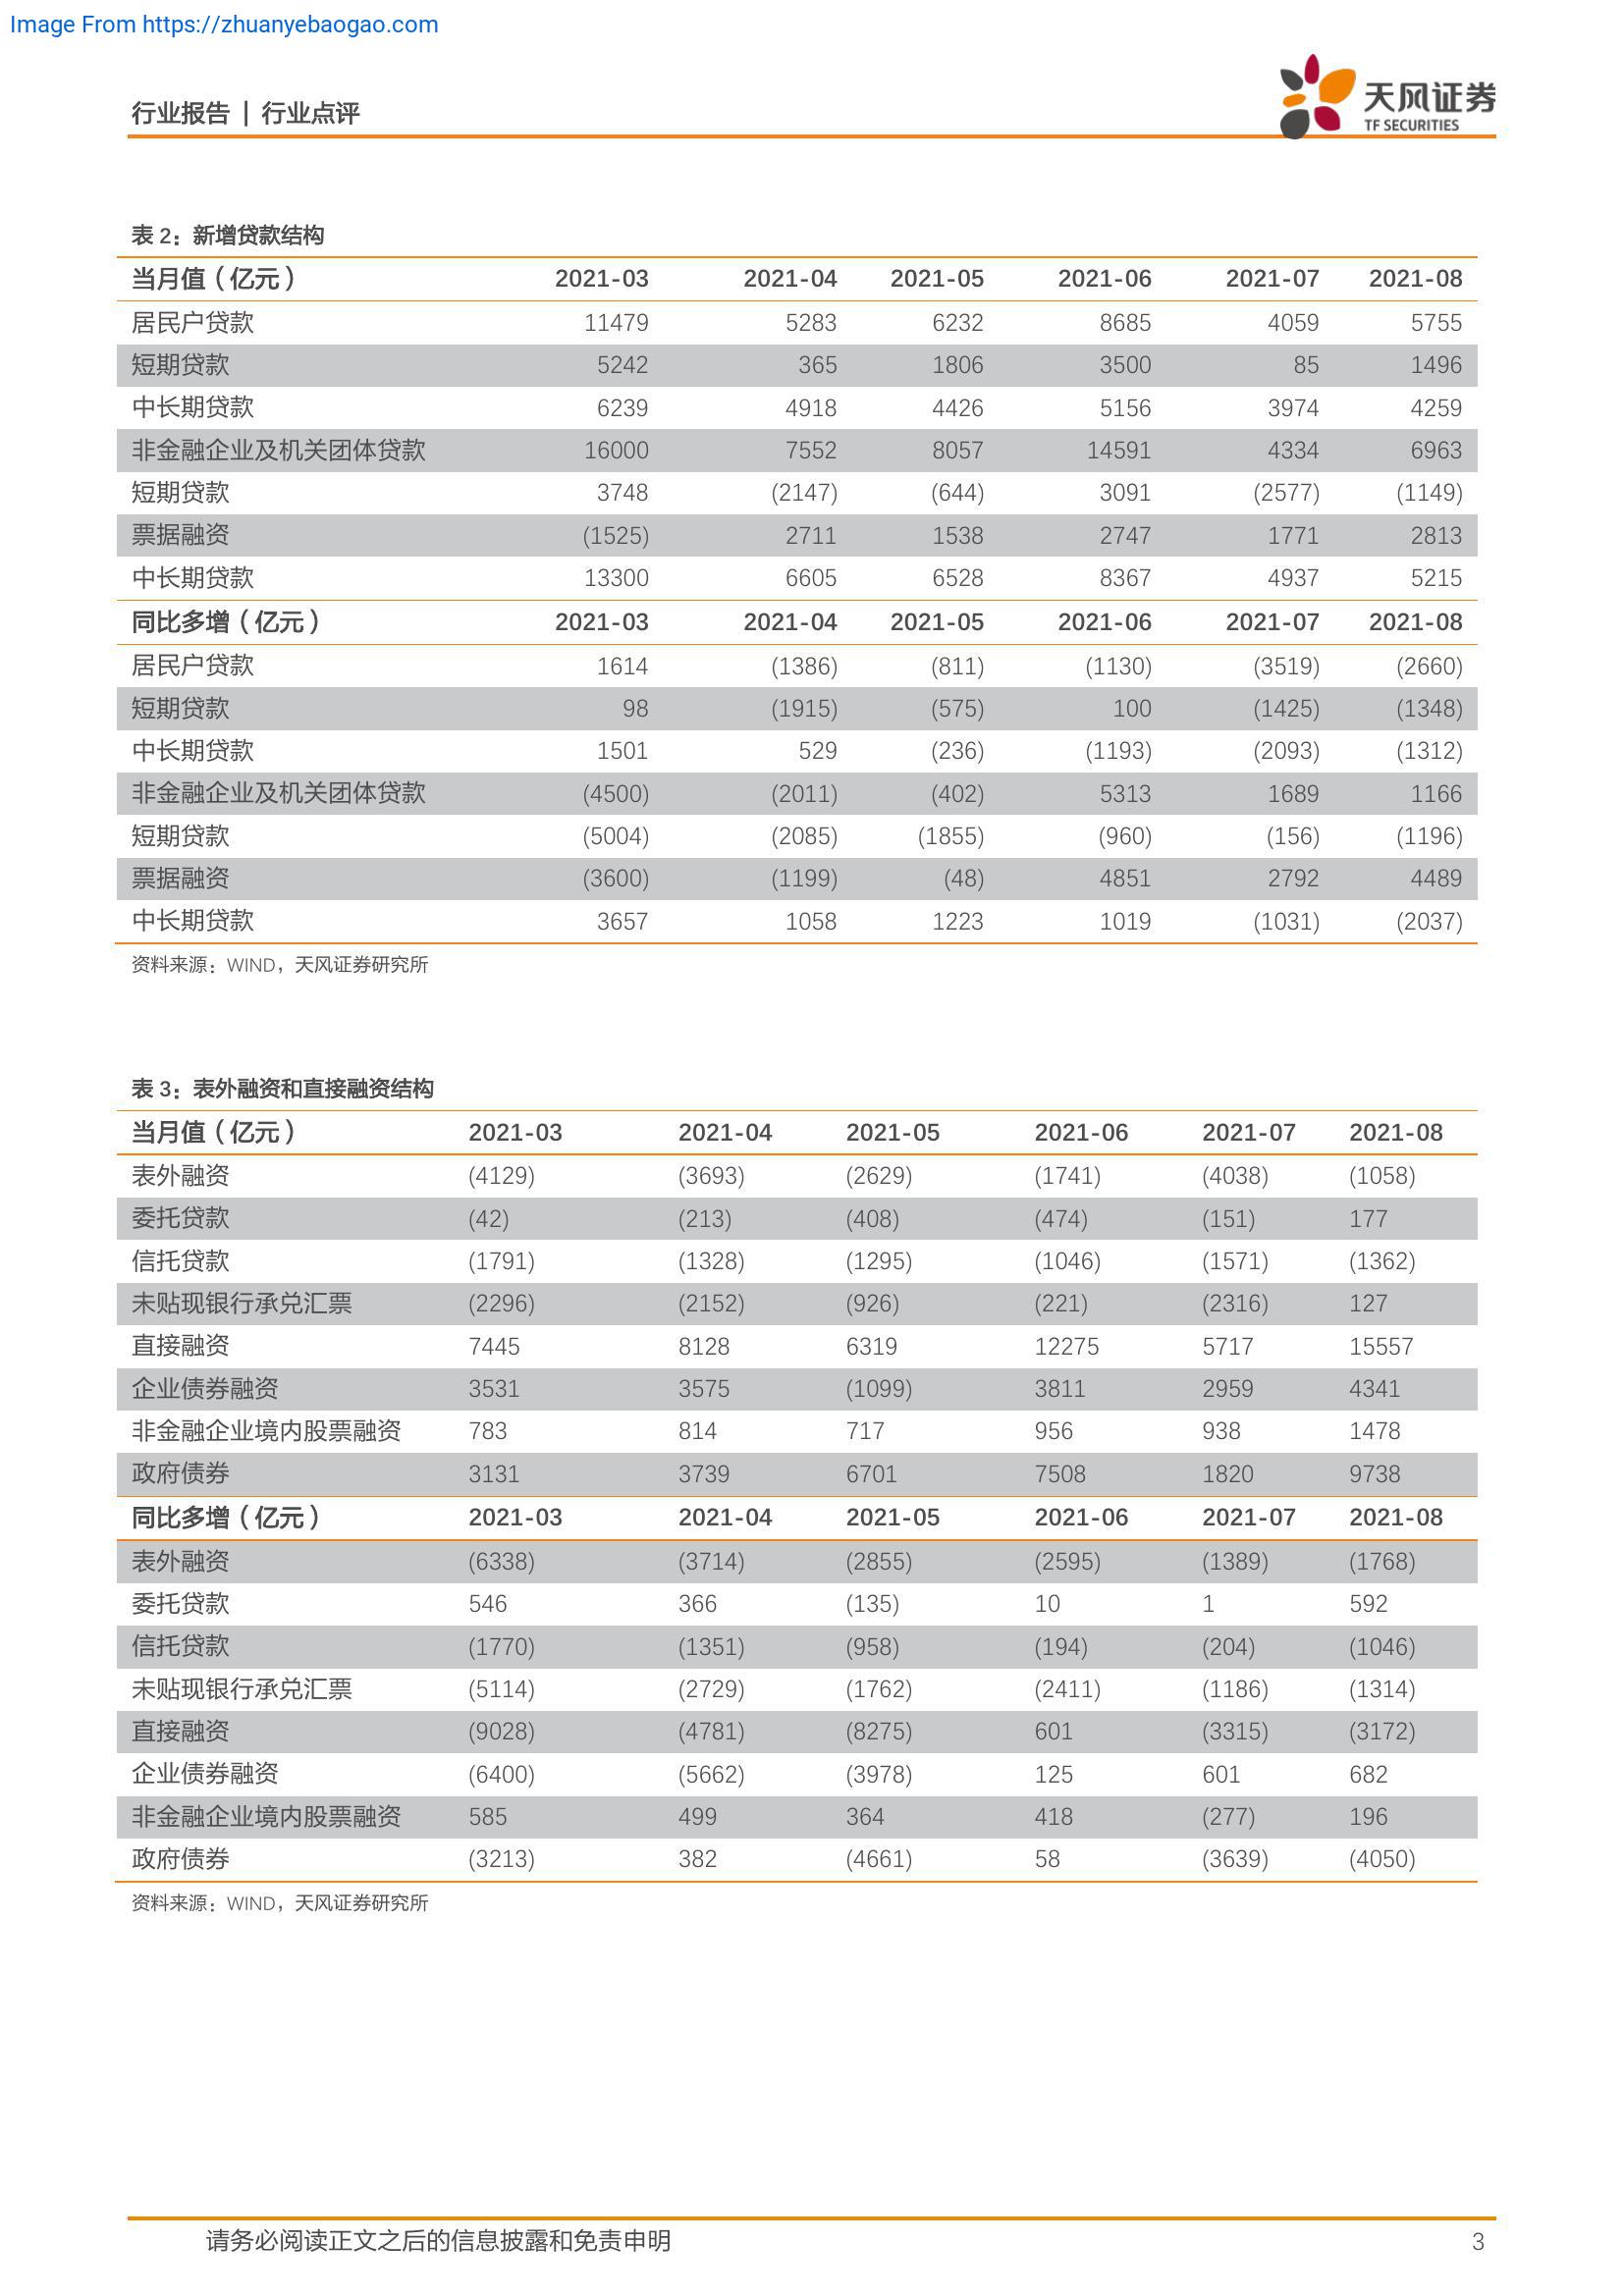 Image From https://zhuanyebaogao.com
行业报告 | 行业点评
天风证券
TF SECURITIES
表 2：新增贷款结构
当月值（亿元） 2021-03 2021-04 2021-05 2021-06 2021-07 2021-08
居民户贷款 11479 5283 6232 8685 4059 5755
短期贷款 5242 365 1806 3500 85 1496
中长期贷款 6239 4918 4426 5156 3974 4259
非金融企业及机关团体贷款 16000 7552 8057 14591 4334 6963
短期贷款 3748 (2147) (644) 3091 (2577) (1149)
票据融资 (1525) 2711 1538 2747 1771 2813
中长期贷款 13300 6605 6528 8367 4937 5215
同比多增（亿元） 2021-03 2021-04 2021-05 2021-06 2021-07 2021-08
居民户贷款 1614 (1386) (811) (1130) (3519) (2660)
短期贷款 98 (1915) (575) 100 (1425) (1348)
中长期贷款 1501 529 (236) (1193) (2093) (1312)
非金融企业及机关团体贷款 (4500) (2011) (402) 5313 1689 1166
短期贷款 (5004) (2085) (1855) (960) (156) (1196)
票据融资 (3600) (1199) (48) 4851 2792 4489
中长期贷款 3657 1058 1223 1019 (1031) (2037)
资料来源：WIND，天风证券研究所
表 3：表外融资和直接融资结构
当月值（亿元） 2021-03 2021-04 2021-05 2021-06 2021-07 2021-08
表外融资 (4129) (3693) (2629) (1741) (4038) (1058)
委托贷款 (42) (213) (408) (474) (151) 177
信托贷款 (1791) (1328) (1295) (1046) (1571) (1362)
未贴现银行承兑汇票 (2296) (2152) (926) (221) (2316) 127
直接融资 7445 8128 6319 12275 5717 15557
企业债券融资 3531 3575 (1099) 3811 2959 4341
非金融企业境内股票融资 783 814 717 956 938 1478
政府债券 3131 3739 6701 7508 1820 9738
同比多增（亿元） 2021-03 2021-04 2021-05 2021-06 2021-07 2021-08
表外融资 (6338) (3714) (2855) (2595) (1389) (1768)
委托贷款 546 366 (135) 10 1 592
信托贷款 (1770) (1351) (958) (194) (204) (1046)
未贴现银行承兑汇票 (5114) (2729) (1762) (2411) (1186) (1314)
直接融资 (9028) (4781) (8275) 601 (3315) (3172)
企业债券融资 (6400) (5662) (3978) 125 601 682
非金融企业境内股票融资 585 499 364 418 (277) 196
政府债券 (3213) 382 (4661) 58 (3639) (4050)
资料来源：WIND，天风证券研究所
请务必阅读正文之后的信息披露和免责申明 3